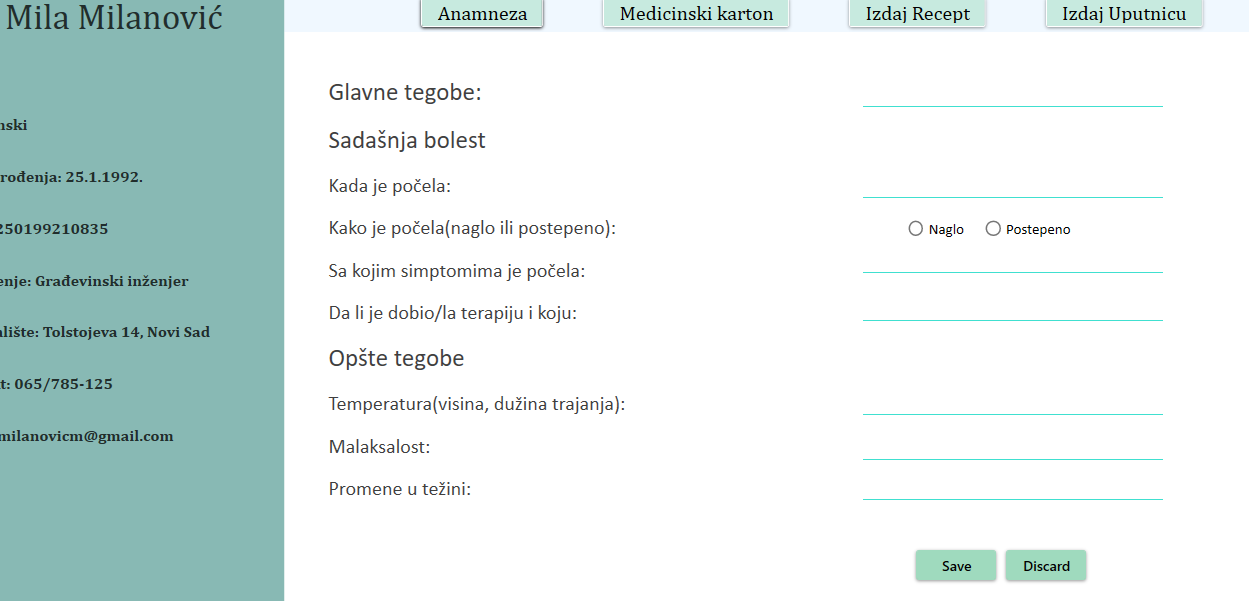 Mila Milanović
Anamneza
Medicinski karton
Izdaj Recept
Izdaj Uputnicu
nski
rođenja: 25.1.1992.
250199210835
enje: Građevinski inženjer
alište: Tolstojeva 14, Novi Sad
kt: 065/785-125
milanovicm@gmail.com
Glavne tegobe:
Sadašnja bolest
Kada je počela:
Kako je počela(naglo ili postepeno):
Naglo
Postepeno
Sa kojim simptomima je počela:
Da li je dobio/la terapiju i koju:
Opšte tegobe
Temperatura(visina, dužina trajanja):
Malaksalost:
Promene u težini:
Save
Discard